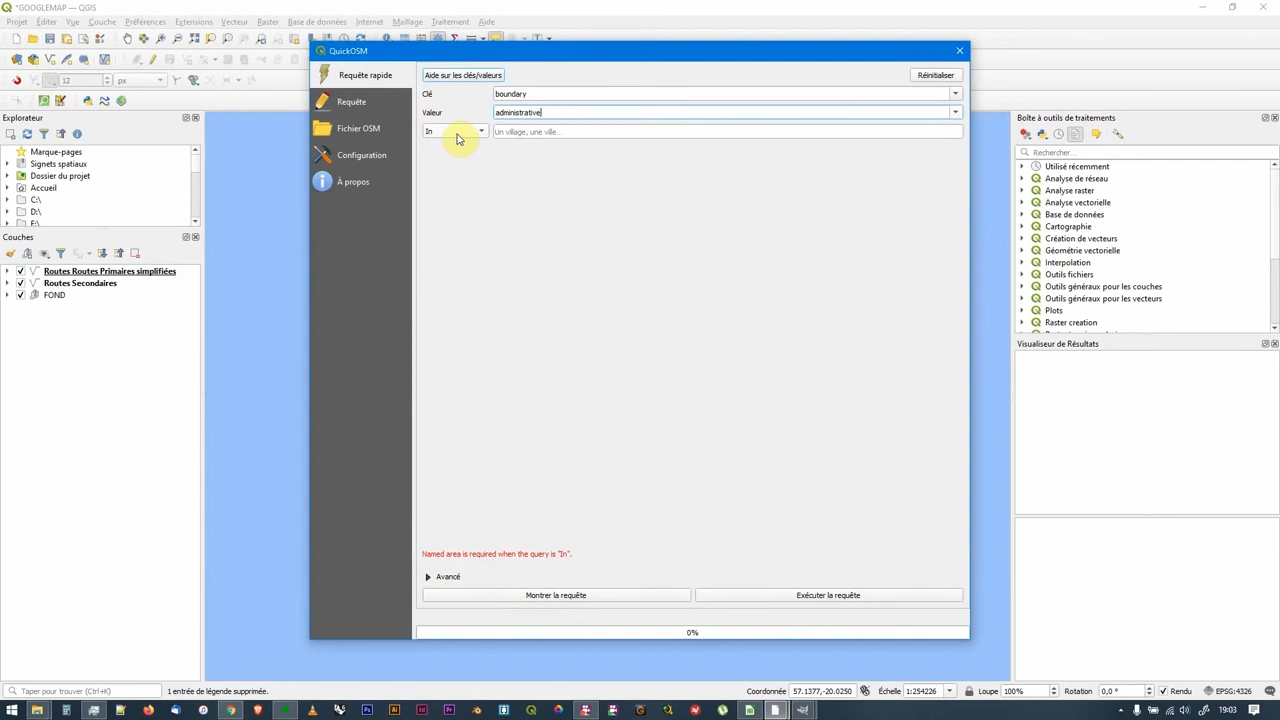 *GOOGLEMAP — QGIS
Projet Éditer Vue Couche Préférences Extensions Vecteur Raster Base de données Internet Maillage Traitement Aide
12 px
QuickOSM
Requête rapide
Requête
Fichier OSM
Configuration
À propos
Aide sur les clés/valeurs
Réinitialiser
Clé boundary
Valeur administrative
In Un village, une ville...
Named area is required when the query is "In".
Avancé
Montrer la requête Exécuter la requête
0%
Explorateur
Marque-pages
Signets spatiaux
Dossier du projet
Accueil
C:\
D:\
E:\
Couches
Routes Routes Primaires simplifiées
Routes Secondaires
FOND
Boîte à outils de traitements
Rechercher...
Utilisé récemment
Analyse de réseau
Analyse raster
Analyse vectorielle
Base de données
Cartographie
Création de vecteurs
Géométrie vectorielle
Interpolation
Outils fichiers
Outils généraux pour les couches
Outils généraux pour les vecteurs
Plots
Raster creation
Visualiseur de Résultats
Taper pour trouver (Ctrl+K) 1 entrée de légende supprimée. Coordonnée 57.1377,-20.0250 Échelle 1:254226 Loupe 100% Rotation 0,0 ° Rendu EPSG:4326
19:03